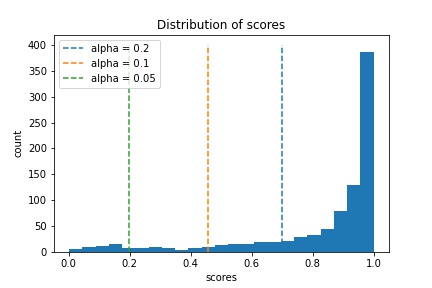 Distribution of scores
400
350
300
250
200
150
100
50
0
count
alpha = 0.2
alpha = 0.1
alpha = 0.05
0.0 0.2 0.4 0.6 0.8 1.0
scores